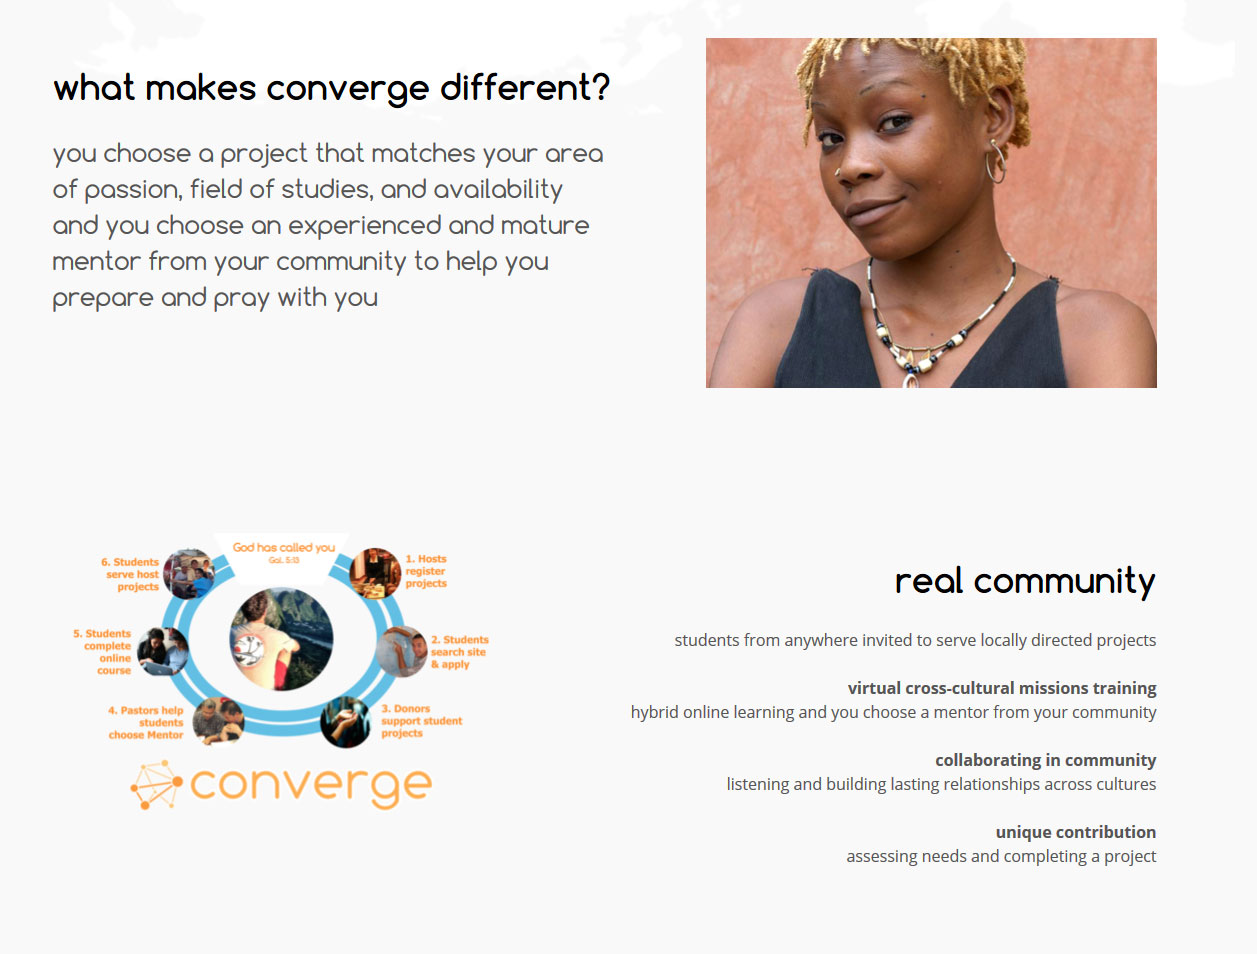 what makes converge different?
you choose a project that matches your area
of passion, field of studies, and availability
and you choose an experienced and mature
mentor from your community to help you
prepare and pray with you
God has called you
Gal. 5:13
1. Hosts
register
projects
2. Students
search site
& apply
3. Donors
support student
projects
4. Pastors help
students
choose Mentor
5. Students
complete
online
course
6. Students
serve host
projects
converge
real community
students from anywhere invited to serve locally directed projects
virtual cross-cultural missions training
hybrid online learning and you choose a mentor from your community
collaborating in community
listening and building lasting relationships across cultures
unique contribution
assessing needs and completing a project